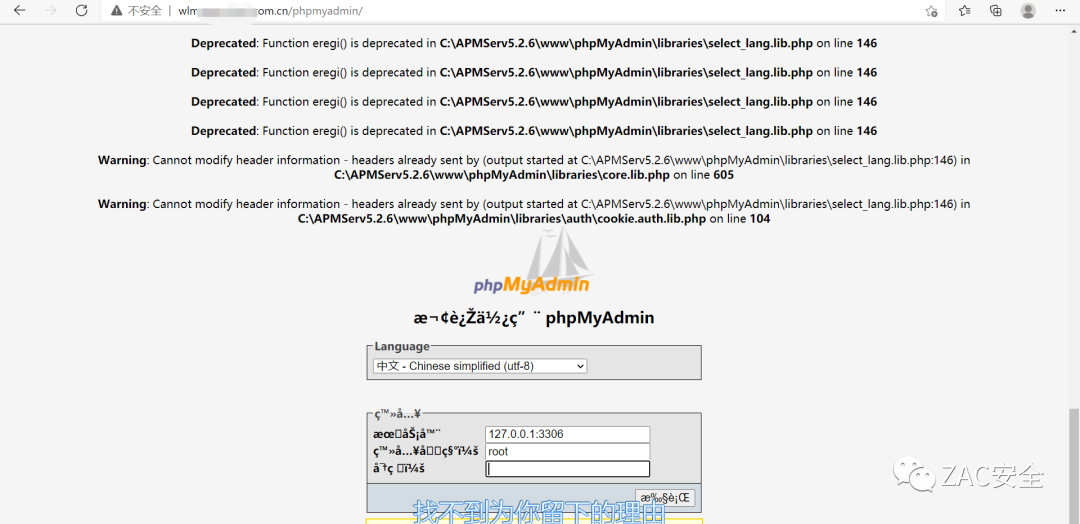 不安全 | wlm om.cn/phpmyadmin/
Deprecated: Function eregi() is deprecated in C:\APMServ5.2.6\www\phpMyAdmin\libraries\select_lang.lib.php on line 146
Deprecated: Function eregi() is deprecated in C:\APMServ5.2.6\www\phpMyAdmin\libraries\select_lang.lib.php on line 146
Deprecated: Function eregi() is deprecated in C:\APMServ5.2.6\www\phpMyAdmin\libraries\select_lang.lib.php on line 146
Deprecated: Function eregi() is deprecated in C:\APMServ5.2.6\www\phpMyAdmin\libraries\select_lang.lib.php on line 146
Warning: Cannot modify header information - headers already sent by (output started at C:\APMServ5.2.6\www\phpMyAdmin\libraries\select_lang.lib.php:146) in
C:\APMServ5.2.6\www\phpMyAdmin\libraries\core.lib.php on line 605
Warning: Cannot modify header information - headers already sent by (output started at C:\APMServ5.2.6\www\phpMyAdmin\libraries\select_lang.lib.php:146) in
C:\APMServ5.2.6\www\phpMyAdmin\libraries\auth\cookie.auth.lib.php on line 104
phpMyAdmin
æ¬¢è¿Žä½¿ç” ¨ phpMyAdmin
Language
中文 - Chinese simplified (utf-8)
ç™»å…¥
æœ åŠ¡å™¨ 127.0.0.1:3306
ç™»å…¥å ç§°ï¼š root
å¯†ç ï¼š
æ‰§è¡Œ
ZAC安全
找不到为你留下的理由